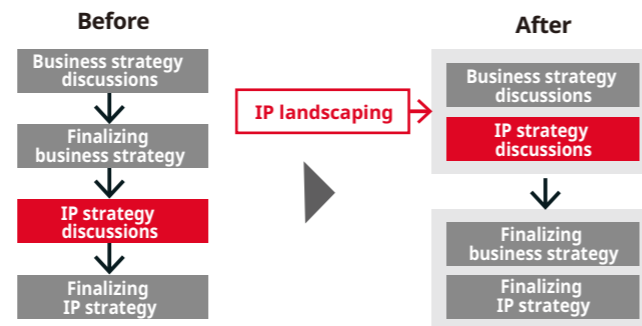 Before
Business strategy
discussions
Finalizing
business strategy
IP strategy
discussions
Finalizing
IP strategy
IP landscaping
After
Business strategy
discussions
IP strategy
discussions
Finalizing
business strategy
Finalizing
IP strategy